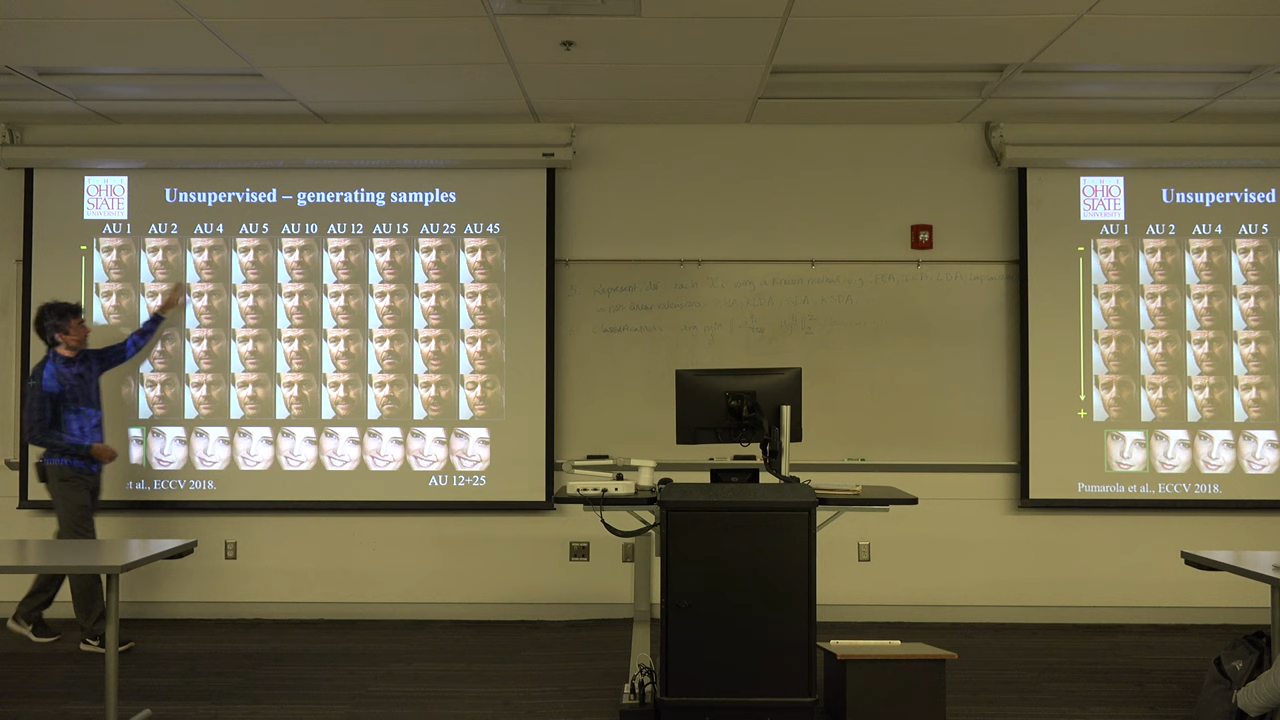 THE
OHIO
STATE
UNIVERSITY
Unsupervised – generating samples
AU 1 AU 2 AU 4 AU 5 AU 10 AU 12 AU 15 AU 25 AU 45
-
AU 12+25
et al., ECCV 2018.
Classification
THE
OHIO
STATE
UNIVERSITY
Unsupervised
AU 1 AU 2 AU 4 AU 5
-
+
Pumarola et al., ECCV 2018.